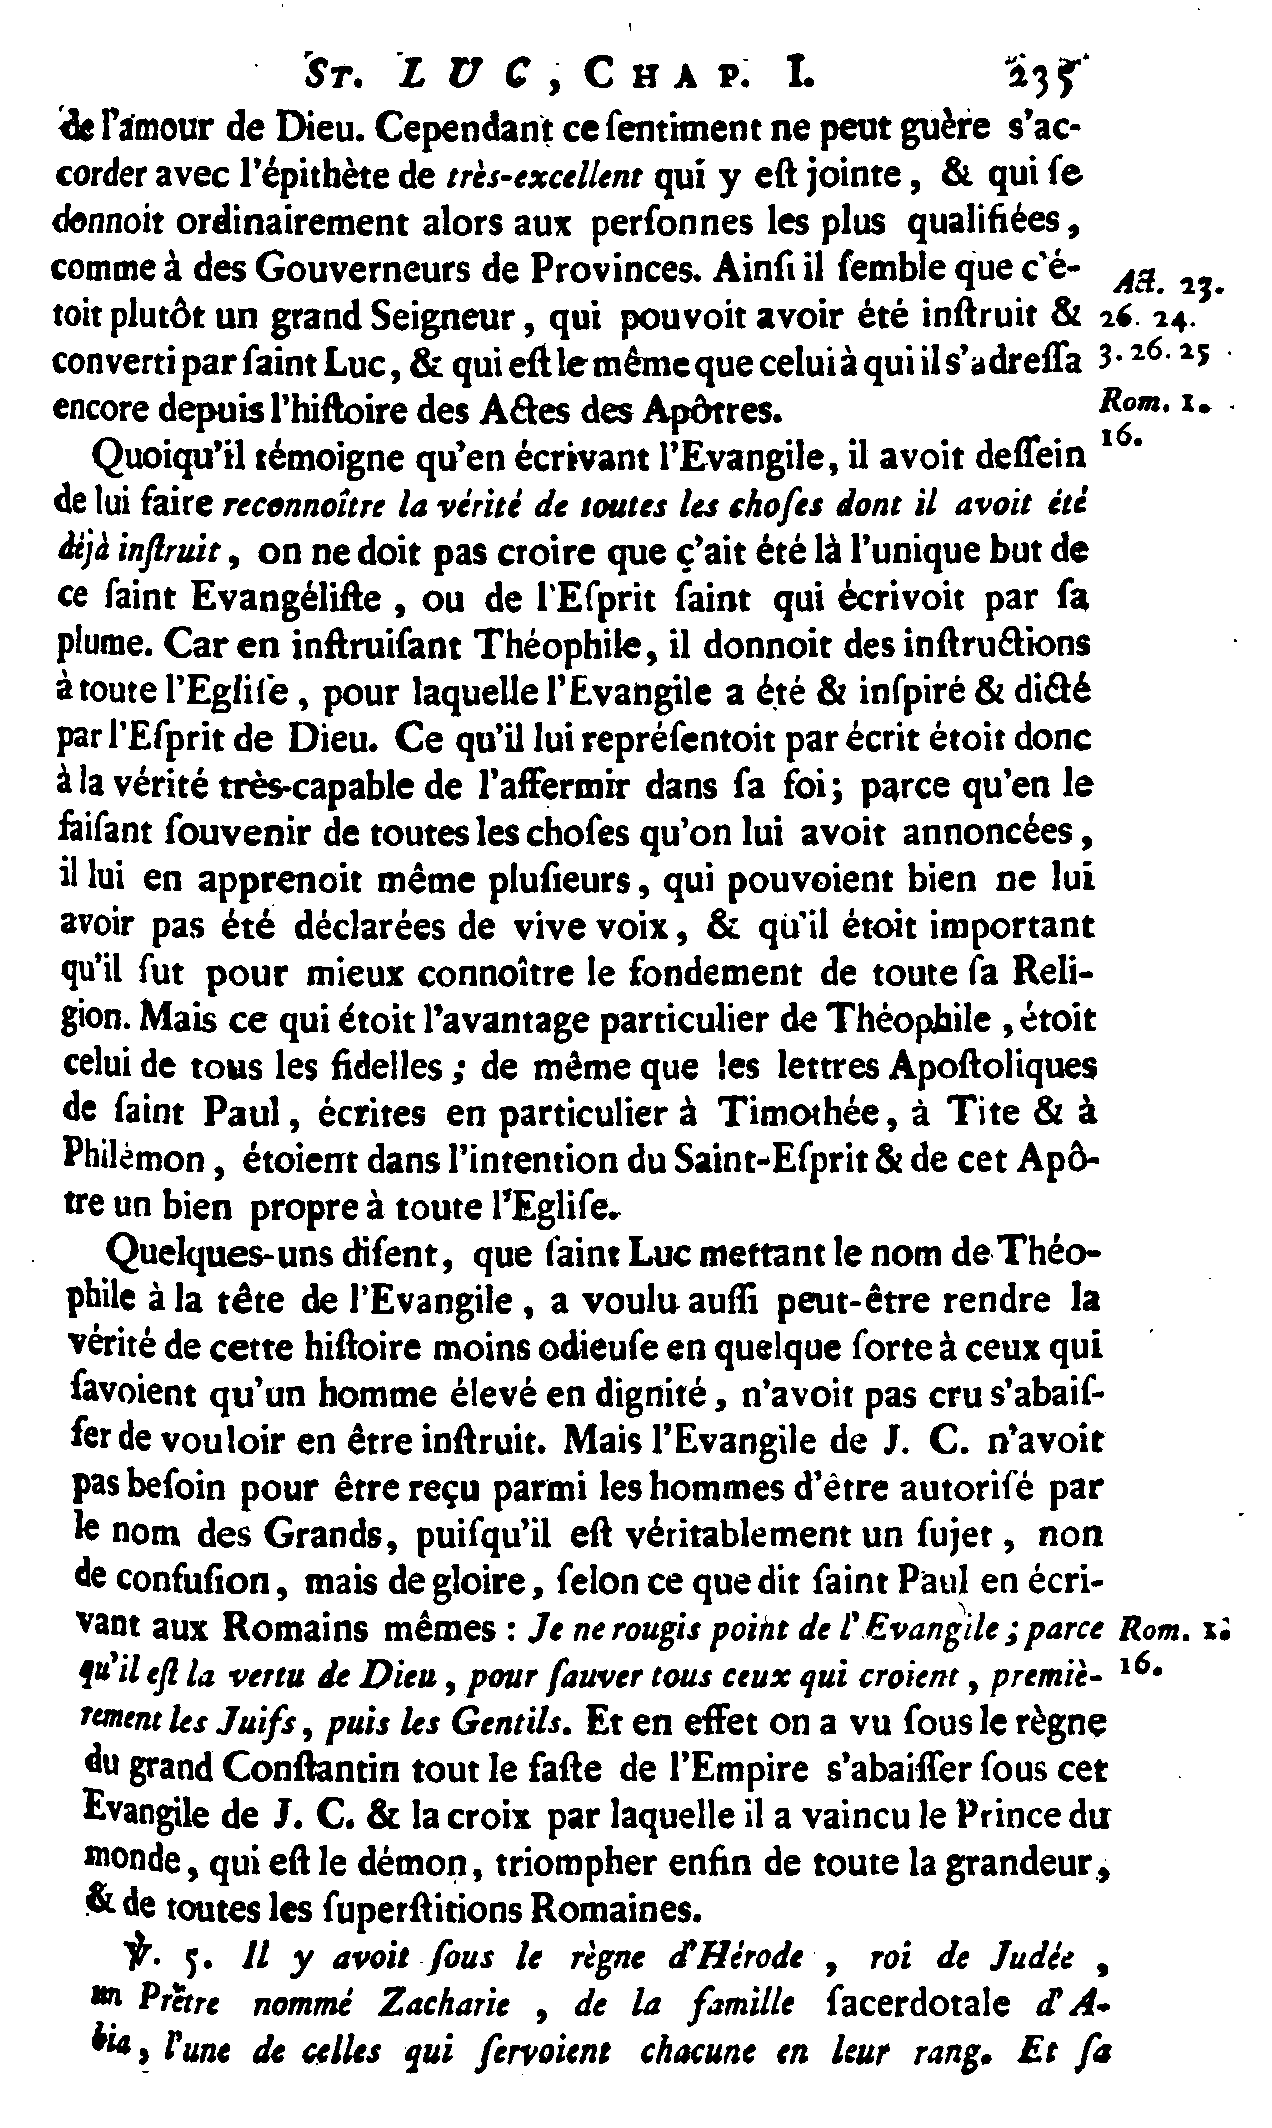 ST. LUC, CHAP. I. 235
de l'amour de Dieu. Cependant ce ſentiment ne peut guère s'ac-
corder avec l'épithète de très-excellent qui y eſt jointe, & qui ſe
donnoit ordinairement alors aux perſonnes les plus qualifiées,
comme à des Gouverneurs de Provinces. Ainſi il ſemble que c'é-
toit plutôt un grand Seigneur, qui pouvoit avoir été inſtruit &
converti par ſaint Luc, & qui eſt le même que celui à qui il s'adreſſa
encore depuis l'hiſtoire des Actes des Apôtres.
Act. 23.
26. 24.
3. 26. 25
Rom. 1.
16.
Quoiqu'il témoigne qu'en écrivant l'Evangile, il avoit deſſein
de lui faire reconnoître la vérité de toutes les choſes dont il avoit été
déjà inſtruit, on ne doit pas croire que ç'ait été là l'unique but de
ce ſaint Evangéliſte, ou de l'Eſprit ſaint qui écrivoit par ſa
plume. Car en inſtruiſant Théophile, il donnoit des inſtructions
à toute l'Egliſe, pour laquelle l'Evangile a été & inſpiré & dicté
par l'Eſprit de Dieu. Ce qu'il lui repréſentoit par écrit étoit donc
à la vérité très-capable de l'affermir dans ſa foi; parce qu'en le
faiſant ſouvenir de toutes les choſes qu'on lui avoit annoncées,
il lui en apprenoit même pluſieurs, qui pouvoient bien ne lui
avoir pas été déclarées de vive voix, & qu'il étoit important
qu'il ſut pour mieux connoître le fondement de toute ſa Reli-
gion. Mais ce qui étoit l'avantage particulier de Théophile, étoit
celui de tous les fidelles; de même que les lettres Apoſtoliques
de ſaint Paul, écrites en particulier à Timothée, à Tite & à
Philémon, étoient dans l'intention du Saint-Eſprit & de cet Apô-
tre un bien propre à toute l'Egliſe.
Quelques-uns diſent, que ſaint Luc mettant le nom de Théo-
phile à la tête de l'Evangile, a voulu auſſi peut-être rendre la
vérité de cette hiſtoire moins odieuſe en quelque ſorte à ceux qui
ſavoient qu'un homme élevé en dignité, n'avoit pas cru s'abaiſ-
ſer de vouloir en être inſtruit. Mais l'Evangile de J. C. n'avoit
pas beſoin pour être reçu parmi les hommes d'être autoriſé par
le nom des Grands, puiſqu'il eſt véritablement un ſujet, non
de confuſion, mais de gloire, ſelon ce que dit ſaint Paul en écri-
vant aux Romains mêmes : Je ne rougis point de l'Evangile; parce
qu'il eſt la vertu de Dieu, pour ſauver tous ceux qui croient, premiè-
rement les Juifs, puis les Gentils. Et en effet on a vu ſous le règne
Rom. 1.
16.
du grand Conſtantin tout le faſte de l'Empire s'abaiſſer ſous cet
Evangile de J. C. & la croix par laquelle il a vaincu le Prince du
monde, qui eſt le démon, triompher enfin de toute la grandeur,
& de toutes les ſuperſtitions Romaines.
℣. 5. Il y avoit ſous le règne d'Hérode, roi de Judée,
un Prêtre nommé Zacharie, de la famille ſacerdotale d'A-
bia, l'une de celles qui ſervoient chacune en leur rang. Et ſa